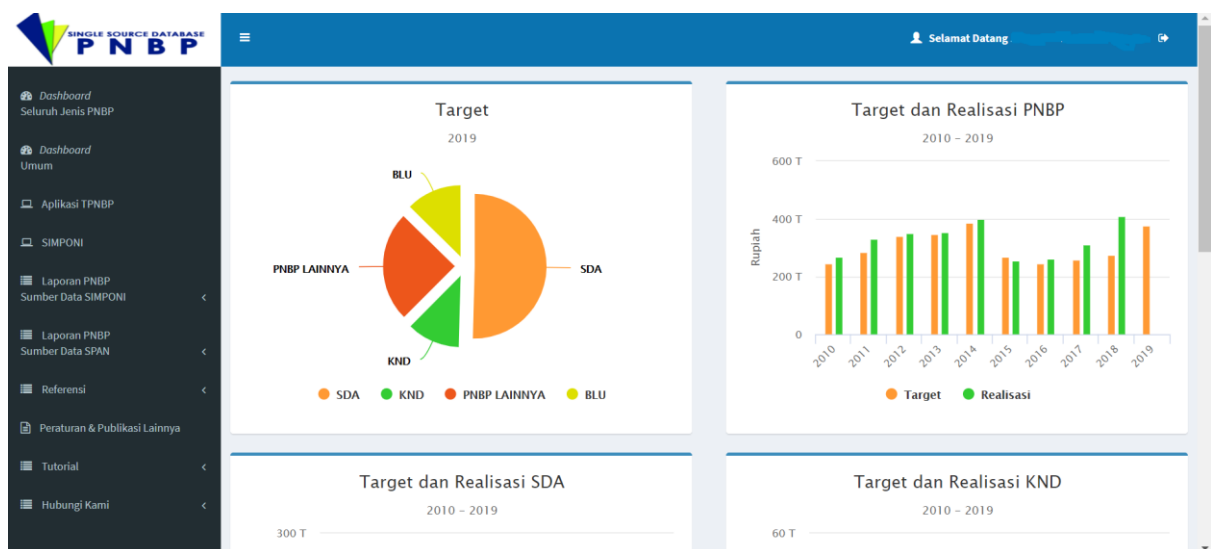 SINGLE SOURCE DATABASE
PNBP
Selamat Datang
Dashboard
Seluruh Jenis PNBP
Dashboard
Umum
Aplikasi TPNBP
SIMPONI
Laporan PNBP
Sumber Data SIMPONI
Laporan PNBP
Sumber Data SPAN
Referensi
Peraturan & Publikasi Lainnya
Tutorial
Hubungi Kami
Target
2019
BLU
PNBP LAINNYA
SDA
KND
SDA KND PNBP LAINNYA BLU
Target dan Realisasi PNBP
2010 – 2019
600 T
400 T
Rupiah
200 T
0
2010 2011 2012 2013 2014 2015 2016 2017 2018 2019
Target Realisasi
Target dan Realisasi SDA
2010 – 2019
300 T
Target dan Realisasi KND
2010 – 2019
60 T